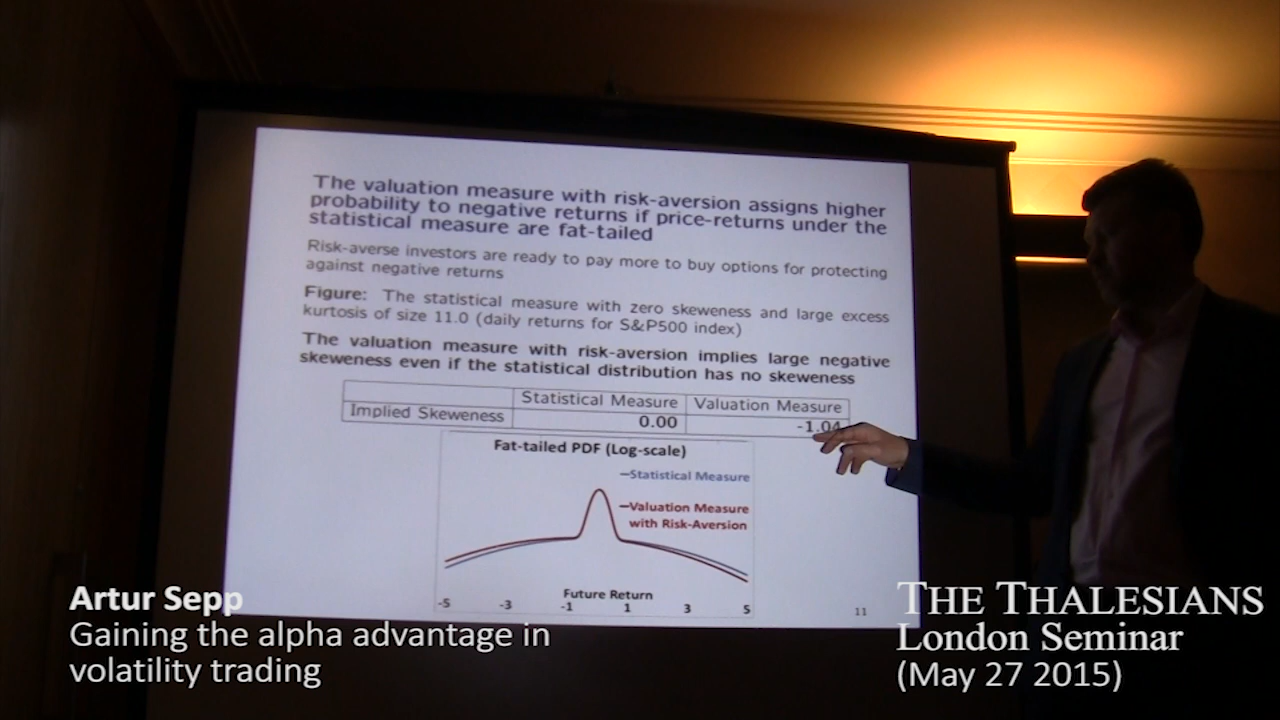 The valuation measure with risk-aversion assigns higher
probability to negative returns if price-returns under the
statistical measure are fat-tailed
Risk-averse investors are ready to pay more to buy options for protecting
against negative returns
Figure: The statistical measure with zero skewness and large excess
kurtosis of size 11.0 (daily returns for S&P500 index)
The valuation measure with risk-aversion implies large negative
skeweness even if the statistical distribution has no skeweness
Statistical Measure Valuation Measure
Implied Skeweness 0.00 -1.04
Fat-tailed PDF (Log-scale)
Statistical Measure
Valuation Measure
with Risk-Aversion
Future Return
-5 -3 -1 1 3 5
11
Artur Sepp
Gaining the alpha advantage in
volatility trading
THE THALESIANS
London Seminar
(May 27 2015)